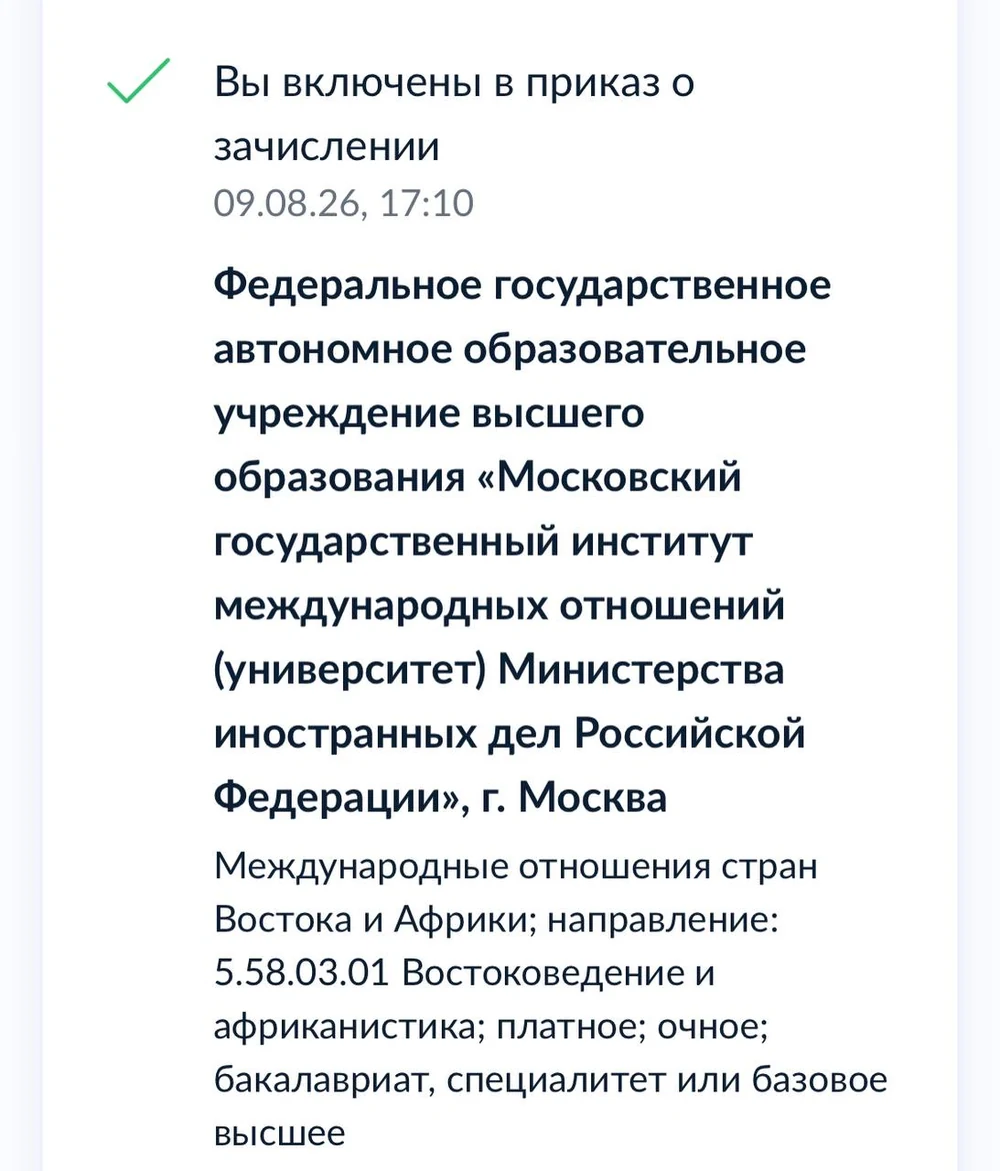 Вы включены в приказ о
зачислении
09.08.26, 17:10
Федеральное государственное
автономное образовательное
учреждение высшего
образования «Московский
государственный институт
международных отношений
(университет) Министерства
иностранных дел Российской
Федерации», г. Москва
Международные отношения стран
Востока и Африки; направление:
5.58.03.01 Востоковедение и
африканистика; платное; очное;
бакалавриат, специалитет или базовое
высшее